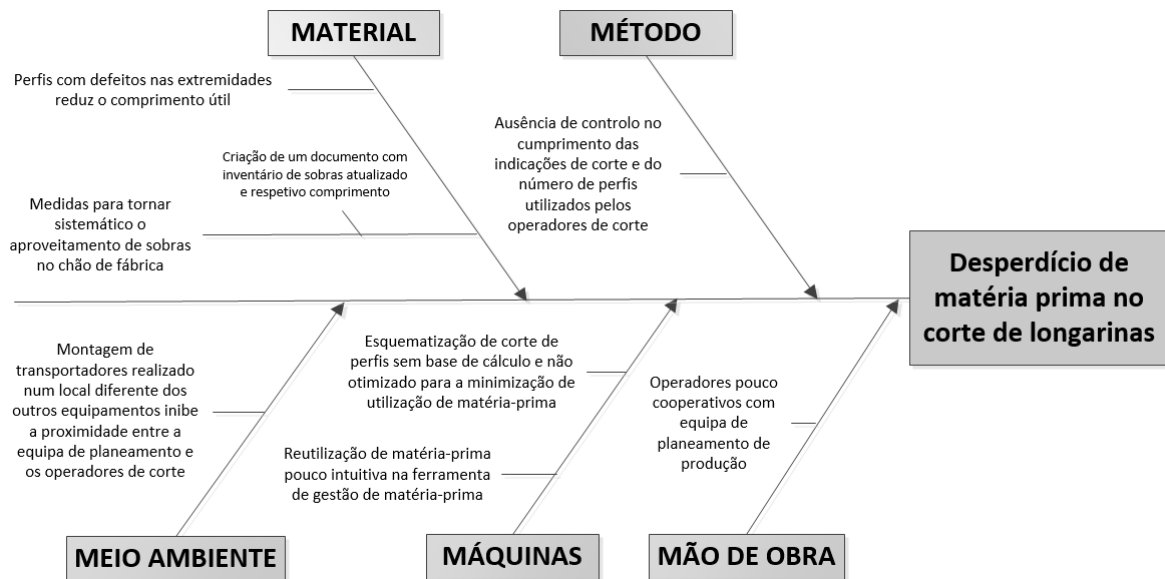 MATERIAL
MÉTODO
Perfis com defeitos nas extremidades
reduz o comprimento útil
Ausência de controlo no
cumprimento das
indicações de corte e do
número de perfis
utilizados pelos
operadores de corte
Criação de um documento com
inventário de sobras atualizado
e respetivo comprimento
Medidas para tornar
sistemático o
aproveitamento de sobras
no chão de fábrica
Desperdício de
matéria prima no
corte de longarinas
Montagem de
transportadores realizado
num local diferente dos
outros equipamentos inibe
a proximidade entre a
equipa de planeamento e
os operadores de corte
Esquematização de corte de
perfis sem base de cálculo e não
otimizado para a minimização de
utilização de matéria-prima
Reutilização de matéria-prima
pouco intuitiva na ferramenta
de gestão de matéria-prima
Operadores pouco
cooperativos com
equipa de
planeamento de
produção
MEIO AMBIENTE
MÁQUINAS
MÃO DE OBRA